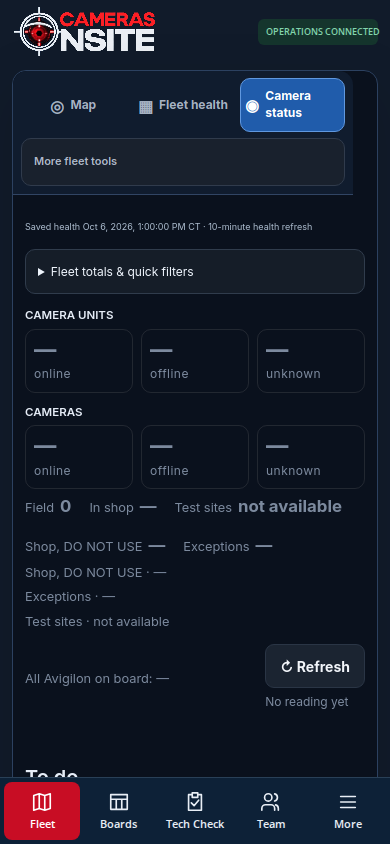 CAMERAS
ONSITE
OPERATIONS CONNECTED
Map
Fleet health
Camera status
More fleet tools
Saved health Oct 6, 2026, 1:00:00 PM CT · 10-minute health refresh
▶ Fleet totals & quick filters
CAMERA UNITS
— — —
online offline unknown
CAMERAS
— — —
online offline unknown
Field 0 In shop — Test sites not available
Shop, DO NOT USE — Exceptions —
Shop, DO NOT USE · —
Exceptions · —
Test sites · not available
All Avigilon on board: —
↻ Refresh
No reading yet
To do
Fleet Boards Tech Check Team More